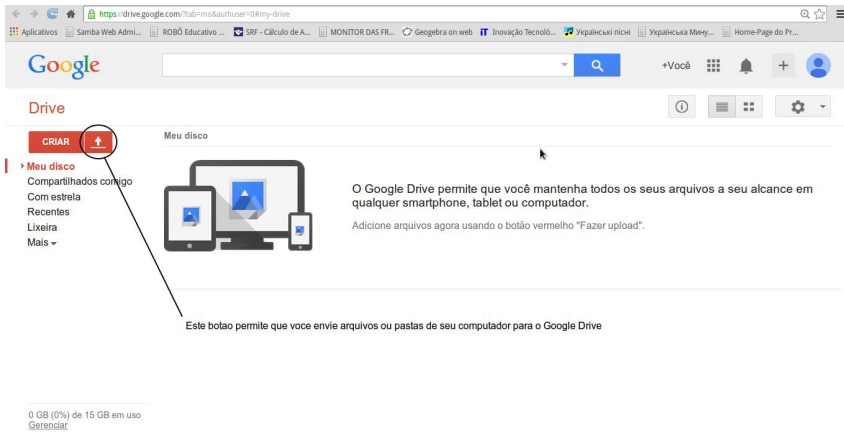 https://drive.google.com/?tab=mo&authuser=0#my-drive
Aplicativos Samba Web Admi... ROBÔ Educativo ... SRF - Cálculo de A... MONITOR DAS FR... Geogebra on web iT Inovação Tecnoló... Українські пісні Українська Мину... Home-Page do Pr...
Google
+Você
Drive
CRIAR
Meu disco
Meu disco
Compartilhados comigo
Com estrela
Recentes
Lixeira
Mais
O Google Drive permite que você mantenha todos os seus arquivos a seu alcance em
qualquer smartphone, tablet ou computador.
Adicione arquivos agora usando o botão vermelho "Fazer upload".
Este botao permite que voce envie arquivos ou pastas de seu computador para o Google Drive
0 GB (0%) de 15 GB em uso
Gerenciar